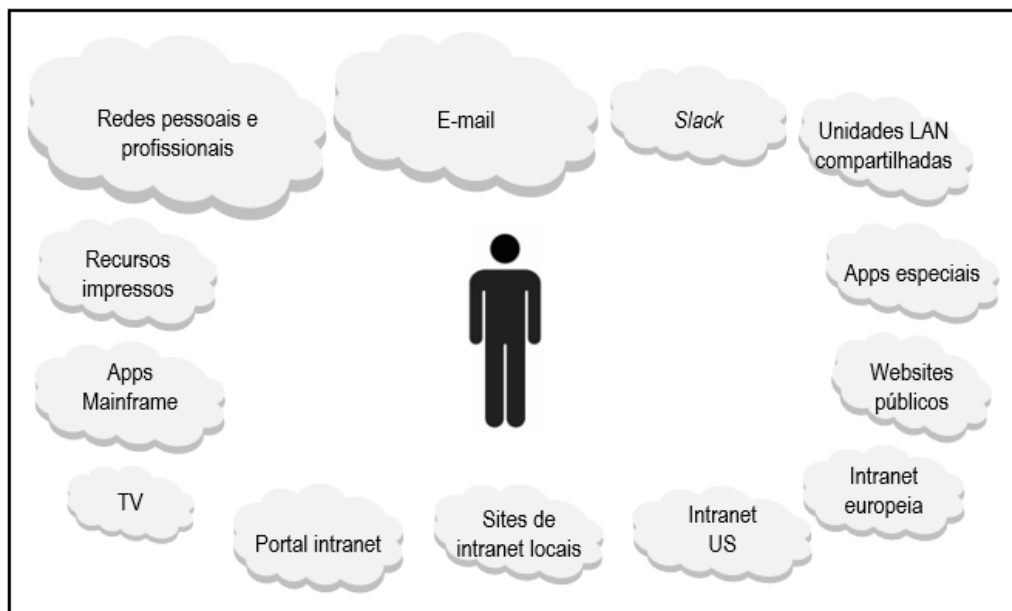 Redes pessoais e
profissionais
E-mail
Slack
Unidades LAN
compartilhadas
Recursos
impressos
Apps especiais
Apps
Mainframe
Websites
públicos
TV
Portal intranet
Sites de
intranet locais
Intranet
US
Intranet
europeia